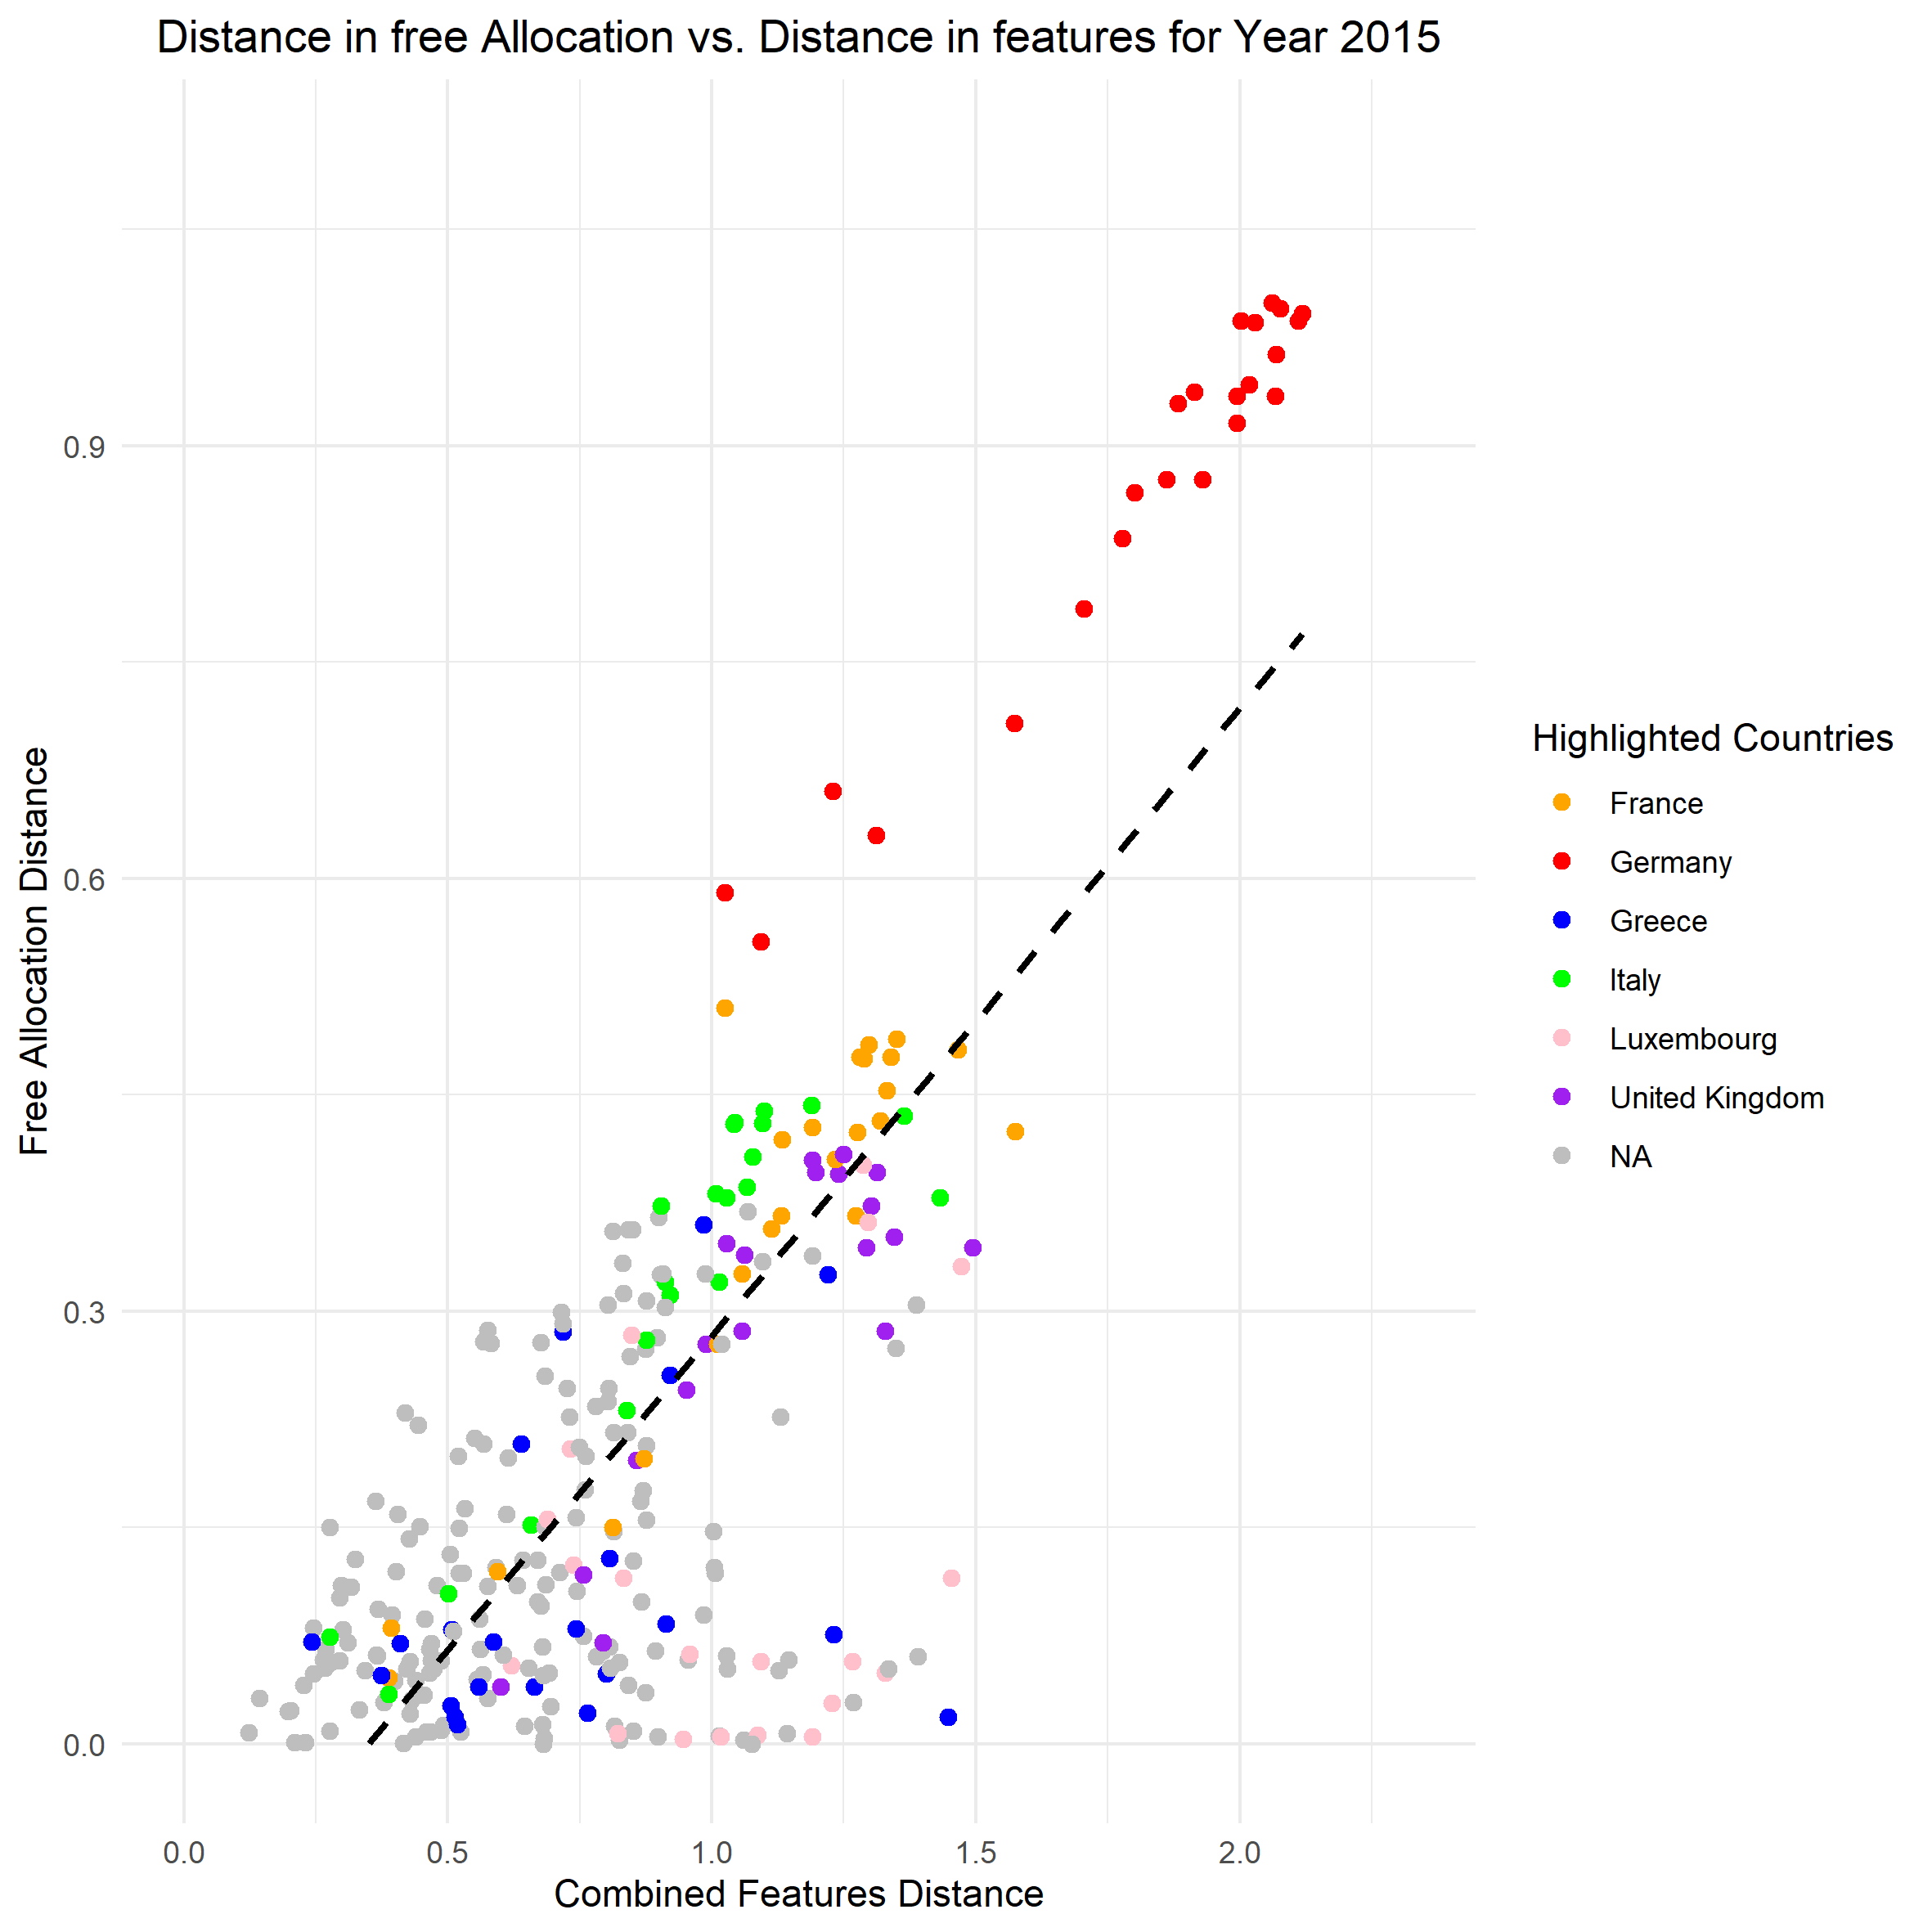 Distance in free Allocation vs. Distance in features for Year 2015
Free Allocation Distance
0.9
0.6
0.3
0.0
0.0 0.5 1.0 1.5 2.0
Combined Features Distance
Highlighted Countries
France
Germany
Greece
Italy
Luxembourg
United Kingdom
NA